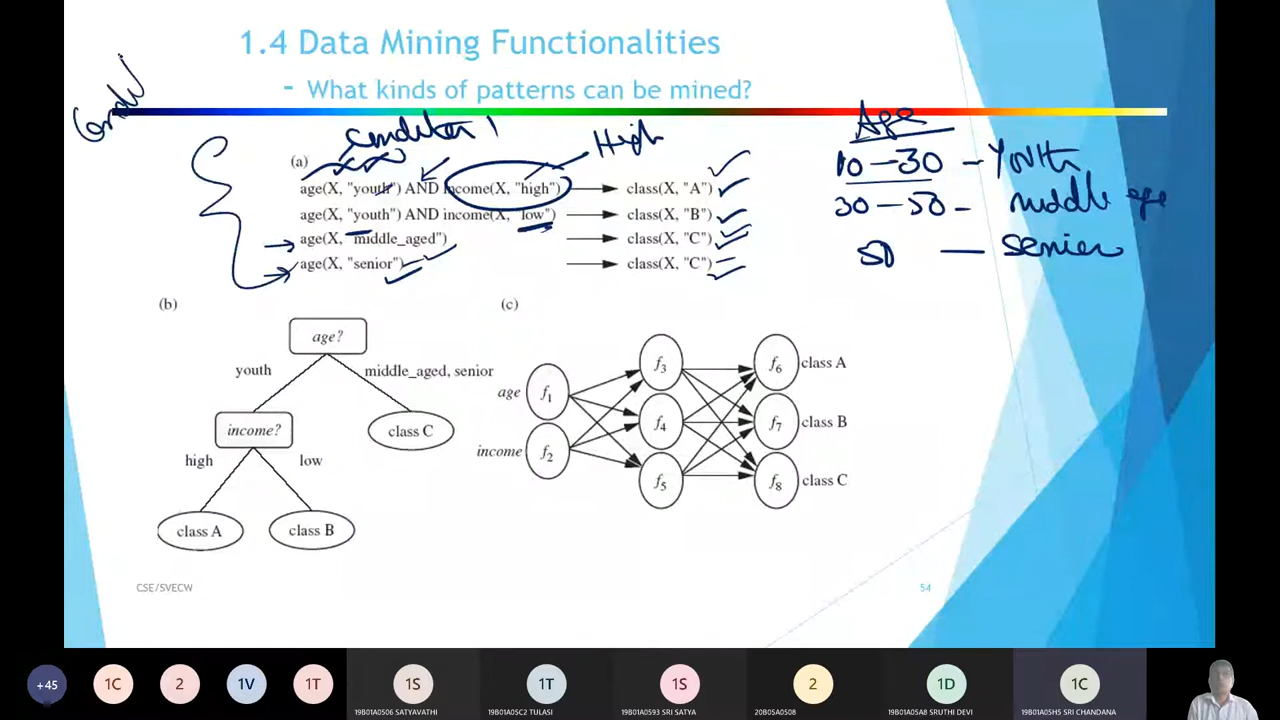 1.4 Data Mining Functionalities
- What kinds of patterns can be mined?
condition 1
High
Age
(a)
10-30 - Youth
age(X, "youth") AND income(X, "high") class(X, "A")
age(X, "youth") AND income(X, "low") class(X, "B")
30-50- middle age
age(X, "middle_aged") class(X, "C")
50 - senier
age(X, "senior") class(X, "C")
(b) (c)
age?
youth middle_aged, senior
income? class C
high low
class A class B
age f1 f3 f6 class A
income f2 f4 f7 class B
f5 f8 class C
CSE/SVECW 54
+45 1C 2 1V 1T 1S 1T 1S 2 1D 1C
19B01A0506 SATYAVATHI 19B01A05C2 TULASI 19B01A0593 SRI SATYA 20B05A0508 19B01A05A8 SRUTHI DEVI 19B01A05H5 SRI CHANDANA